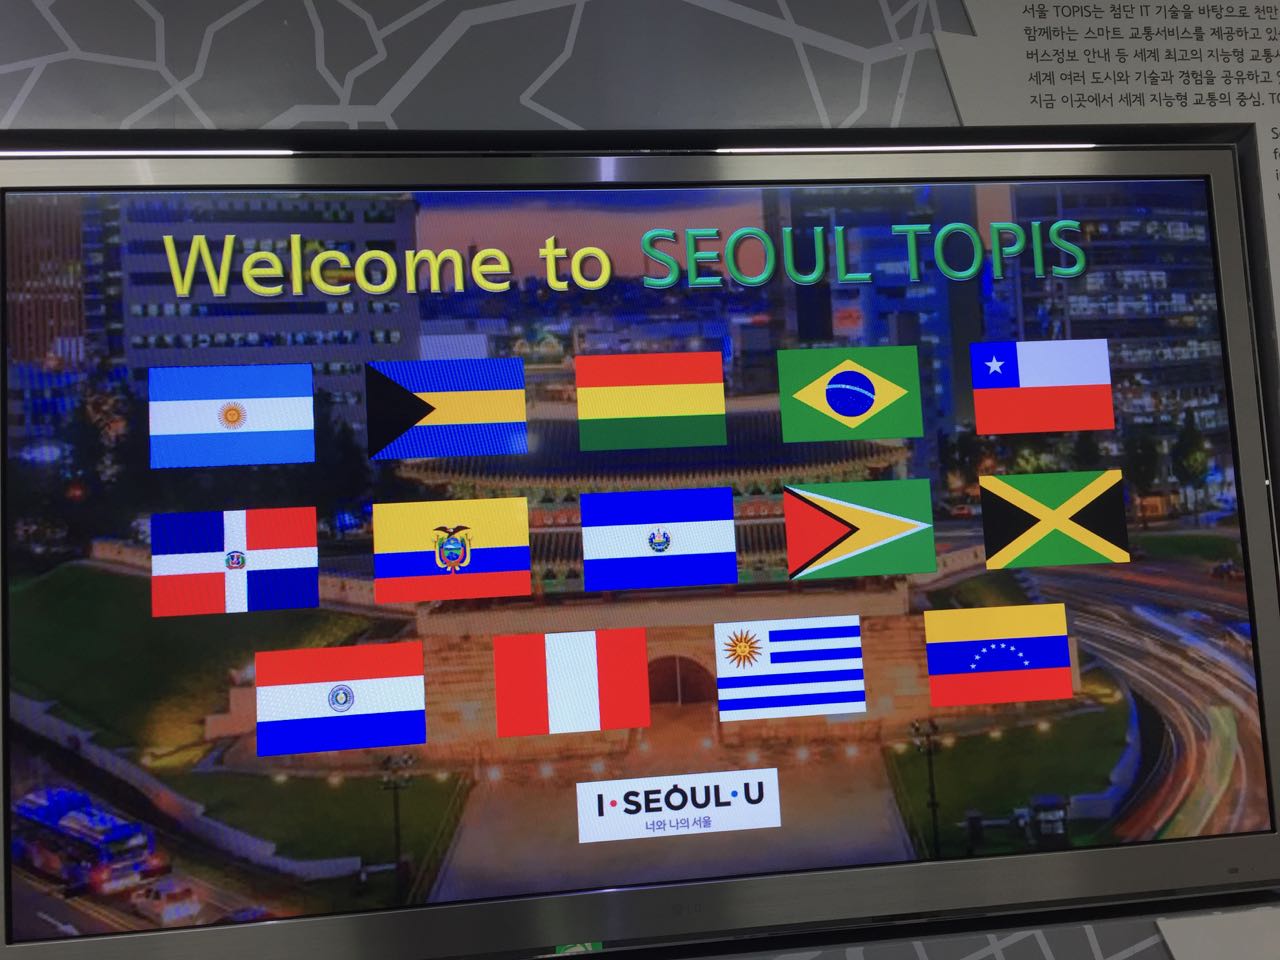 서울 TOPIS는 첨단 IT 기술을 바탕으로 천만
함께하는 스마트 교통서비스를 제공하고
버스정보 안내 등 세계 최고의 지능형
세계 여러 도시와 기술과 경험을 공유하고
지금 이곳에서 세계 지능형 교통의 중심.
Welcome to SEOUL TOPIS
I·SEOUL·U
너와 나의 서울